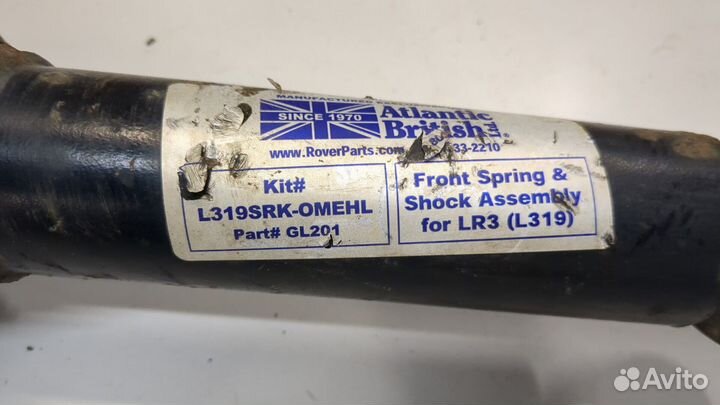 MANUFACTURED
SINCE 1970
Atlantic
British Ltd.
®
www.RoverParts.com
33-2210
Kit#
L319SRK-OMEHL
Part# GL201
Front Spring &
Shock Assembly
for LR3 (L319)
Avito